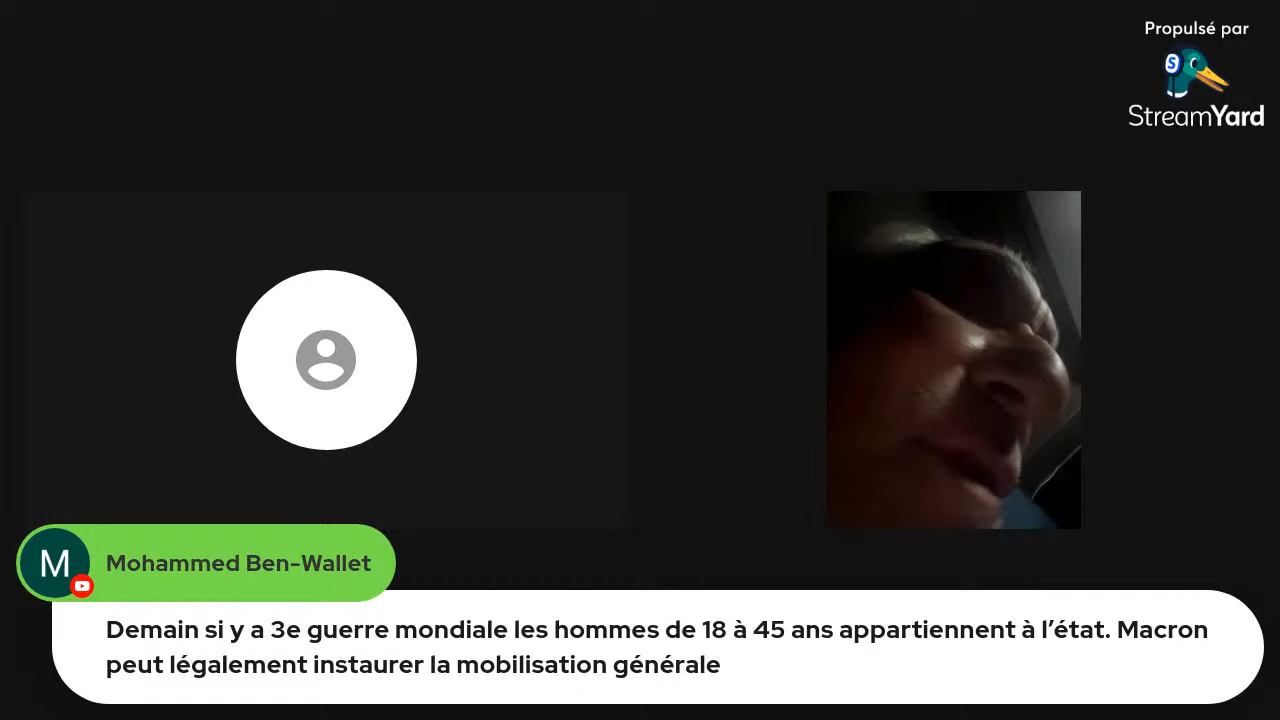 Propulsé par
S
StreamYard
M
Mohammed Ben-Wallet
Demain si y a 3e guerre mondiale les hommes de 18 à 45 ans appartiennent à l’état. Macron
peut légalement instaurer la mobilisation générale